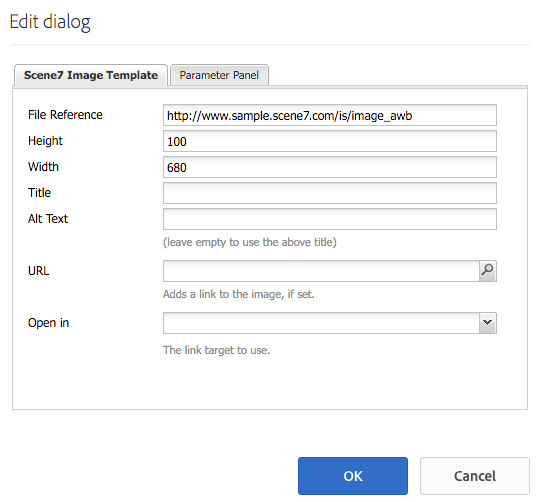 Edit dialog
Scene7 Image Template Parameter Panel
File Reference http://www.sample.scene7.com/is/image_awb
Height 100
Width 680
Title
Alt Text
(leave empty to use the above title)
URL
Adds a link to the image, if set.
Open in
The link target to use.
OK Cancel